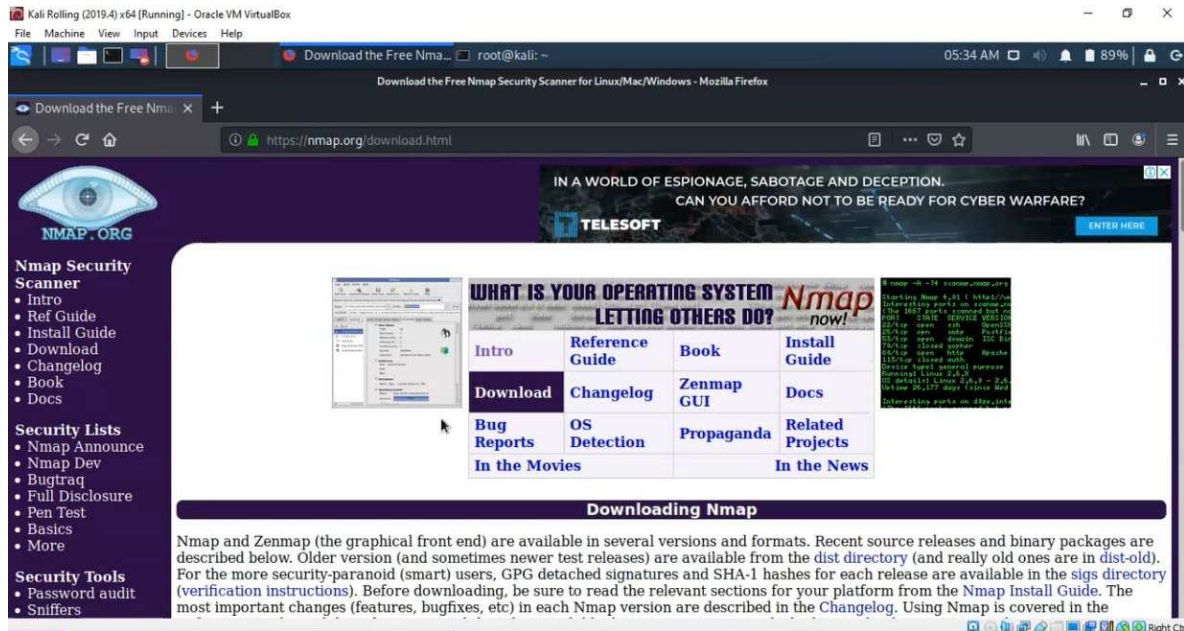 Kali Rolling (2019.4) x64 [Running] - Oracle VM VirtualBox
File Machine View Input Devices Help
Download the Free Nma... root@kali: ~ 05:34 AM 89%
Download the Free Nmap Security Scanner for Linux/Mac/Windows - Mozilla Firefox
Download the Free Nma
https://nmap.org/download.html
IN A WORLD OF ESPIONAGE, SABOTAGE AND DECEPTION.
CAN YOU AFFORD NOT TO BE READY FOR CYBER WARFARE?
TELESOFT
ENTER HERE
NMAP.ORG
Nmap Security
Scanner
• Intro
• Ref Guide
• Install Guide
• Download
• Changelog
• Book
• Docs
Security Lists
• Nmap Announce
• Nmap Dev
• Bugtraq
• Full Disclosure
• Pen Test
• Basics
• More
Security Tools
• Password audit
• Sniffers
WHAT IS YOUR OPERATING SYSTEM
LETTING OTHERS DO?
Nmap
now!
Intro
Reference
Guide
Book
Install
Guide
Download
Changelog
Zenmap
GUI
Docs
Bug
Reports
OS
Detection
Propaganda
Related
Projects
In the Movies
In the News
# nmap -A -T4 scanme.nmap.org
Downloading Nmap
Nmap and Zenmap (the graphical front end) are available in several versions and formats. Recent source releases and binary packages are
described below. Older version (and sometimes newer test releases) are available from the dist directory (and really old ones are in dist-old).
For the more security-paranoid (smart) users, GPG detached signatures and SHA-1 hashes for each release are available in the sigs directory
(verification instructions). Before downloading, be sure to read the relevant sections for your platform from the Nmap Install Guide. The
most important changes (features, bugfixes, etc) in each Nmap version are described in the Changelog. Using Nmap is covered in the
Right Ctrl